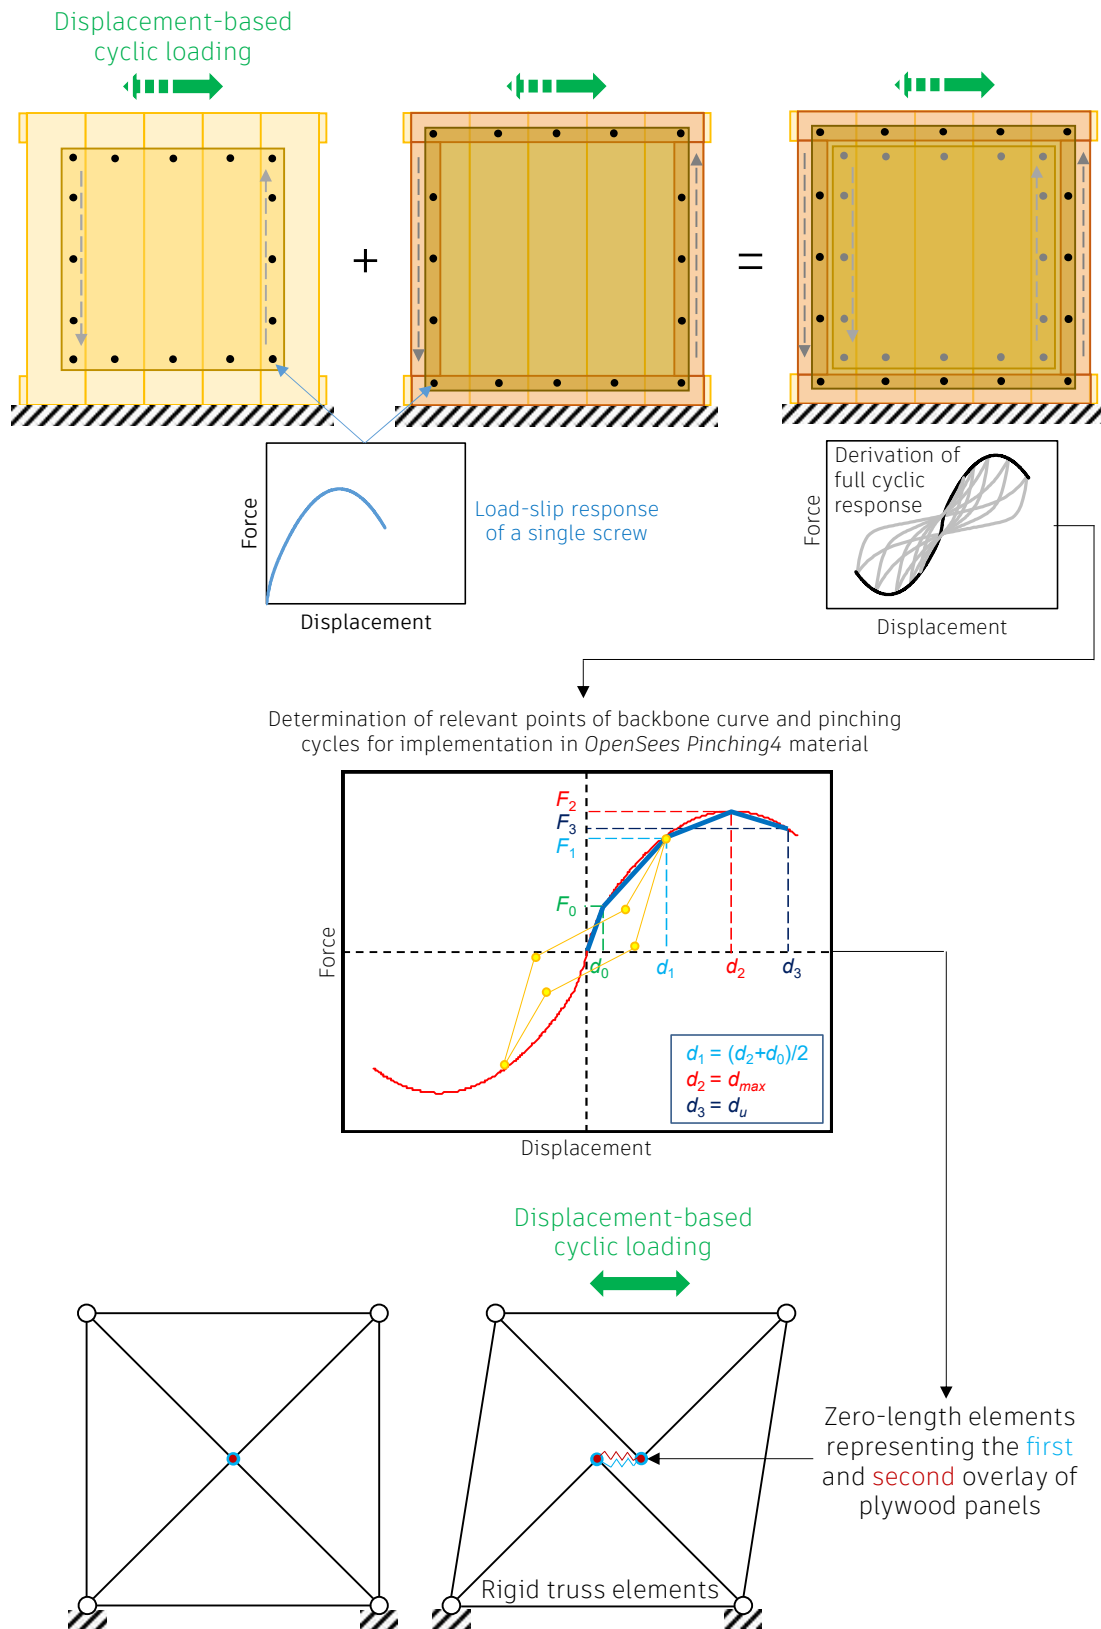 Displacement-based
cyclic loading
+
=
Force
Displacement
Load-slip response
of a single screw
Derivation of
full cyclic
response
Force
Displacement
Determination of relevant points of backbone curve and pinching
cycles for implementation in OpenSees Pinching4 material
F2
F3
F1
F0
Force
d0
d1
d2
d3
d1 = (d2+d0)/2
d2 = dmax
d3 = du
Displacement
Displacement-based
cyclic loading
Zero-length elements
representing the first
and second overlay of
plywood panels
Rigid truss elements